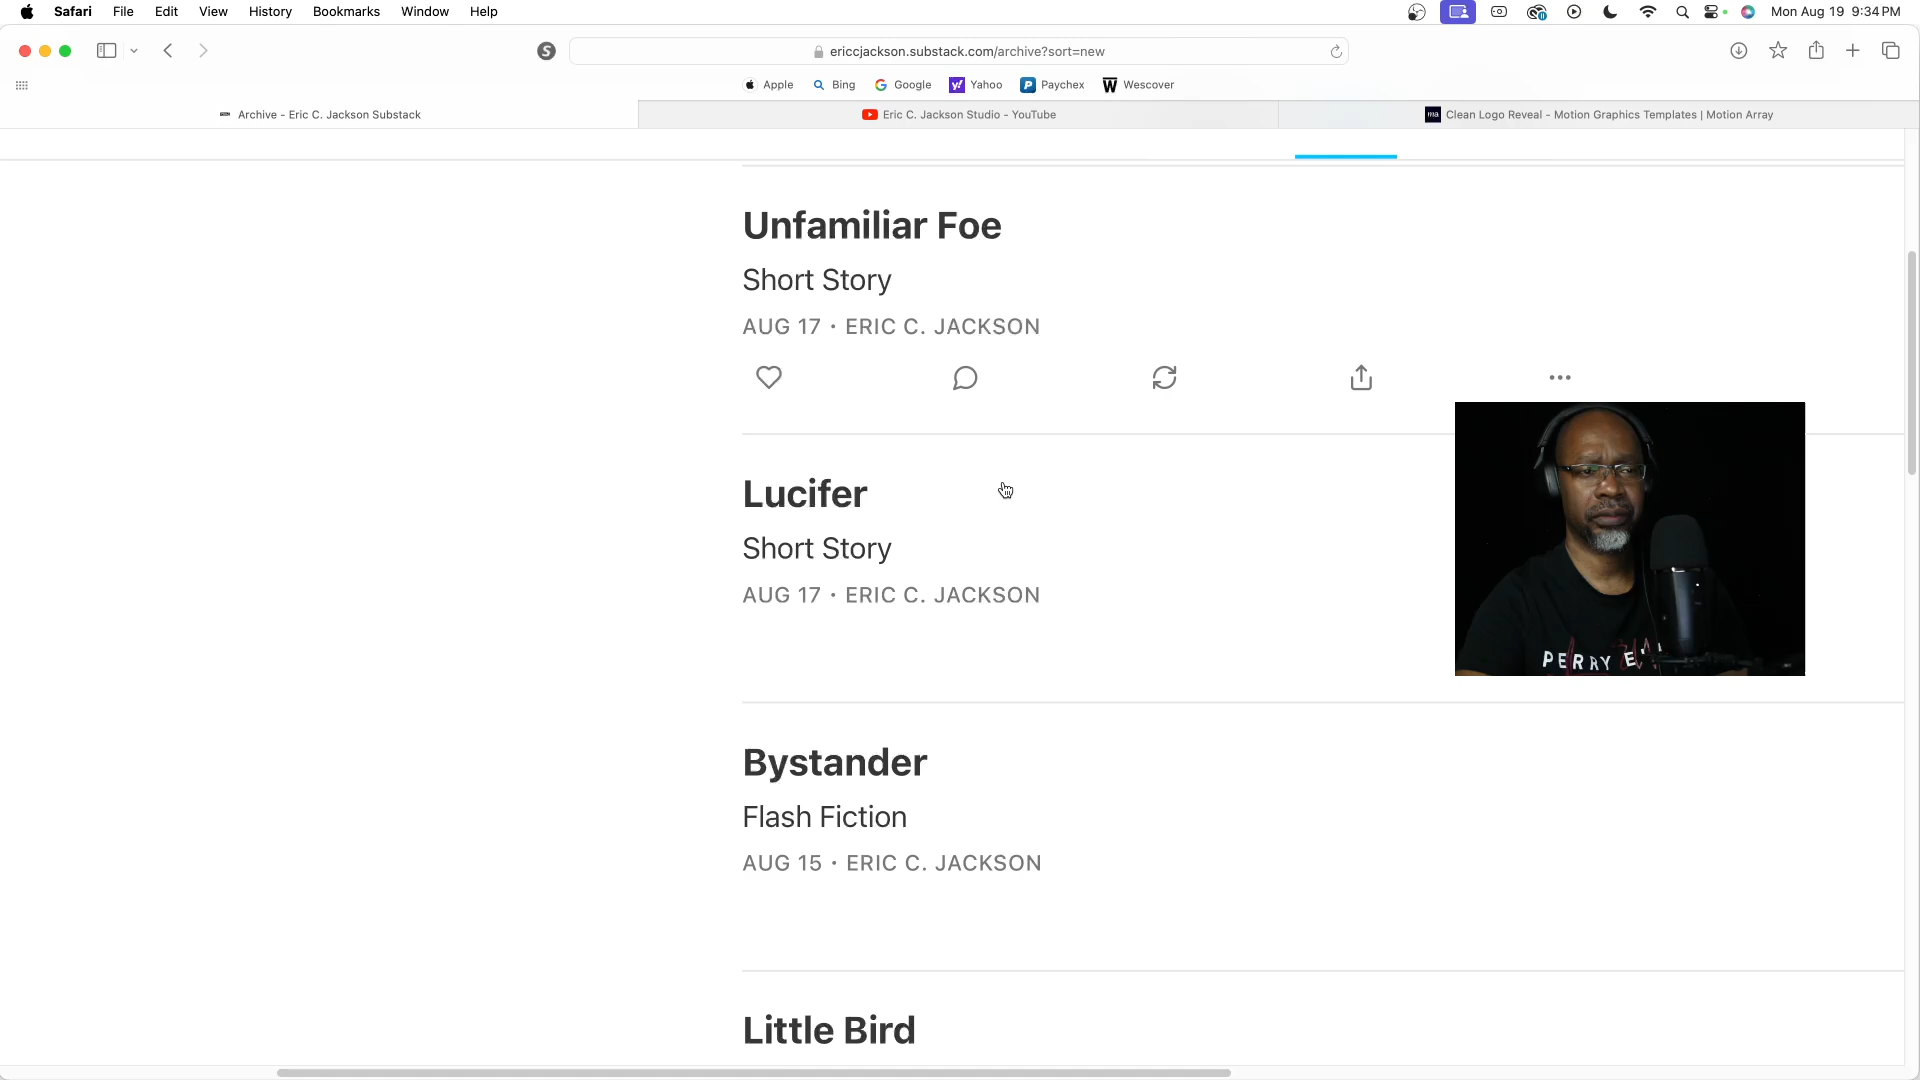 Safari File Edit View History Bookmarks Window Help Mon Aug 19 9:34 PM
ericcjackson.substack.com/archive?sort=new
Apple Bing Google Yahoo Paychex Wescover
Archive - Eric C. Jackson Substack
Eric C. Jackson Studio - YouTube
Clean Logo Reveal - Motion Graphics Templates | Motion Array
Unfamiliar Foe
Short Story
AUG 17 • ERIC C. JACKSON
Lucifer
Short Story
AUG 17 • ERIC C. JACKSON
PERRY
Bystander
Flash Fiction
AUG 15 • ERIC C. JACKSON
Little Bird